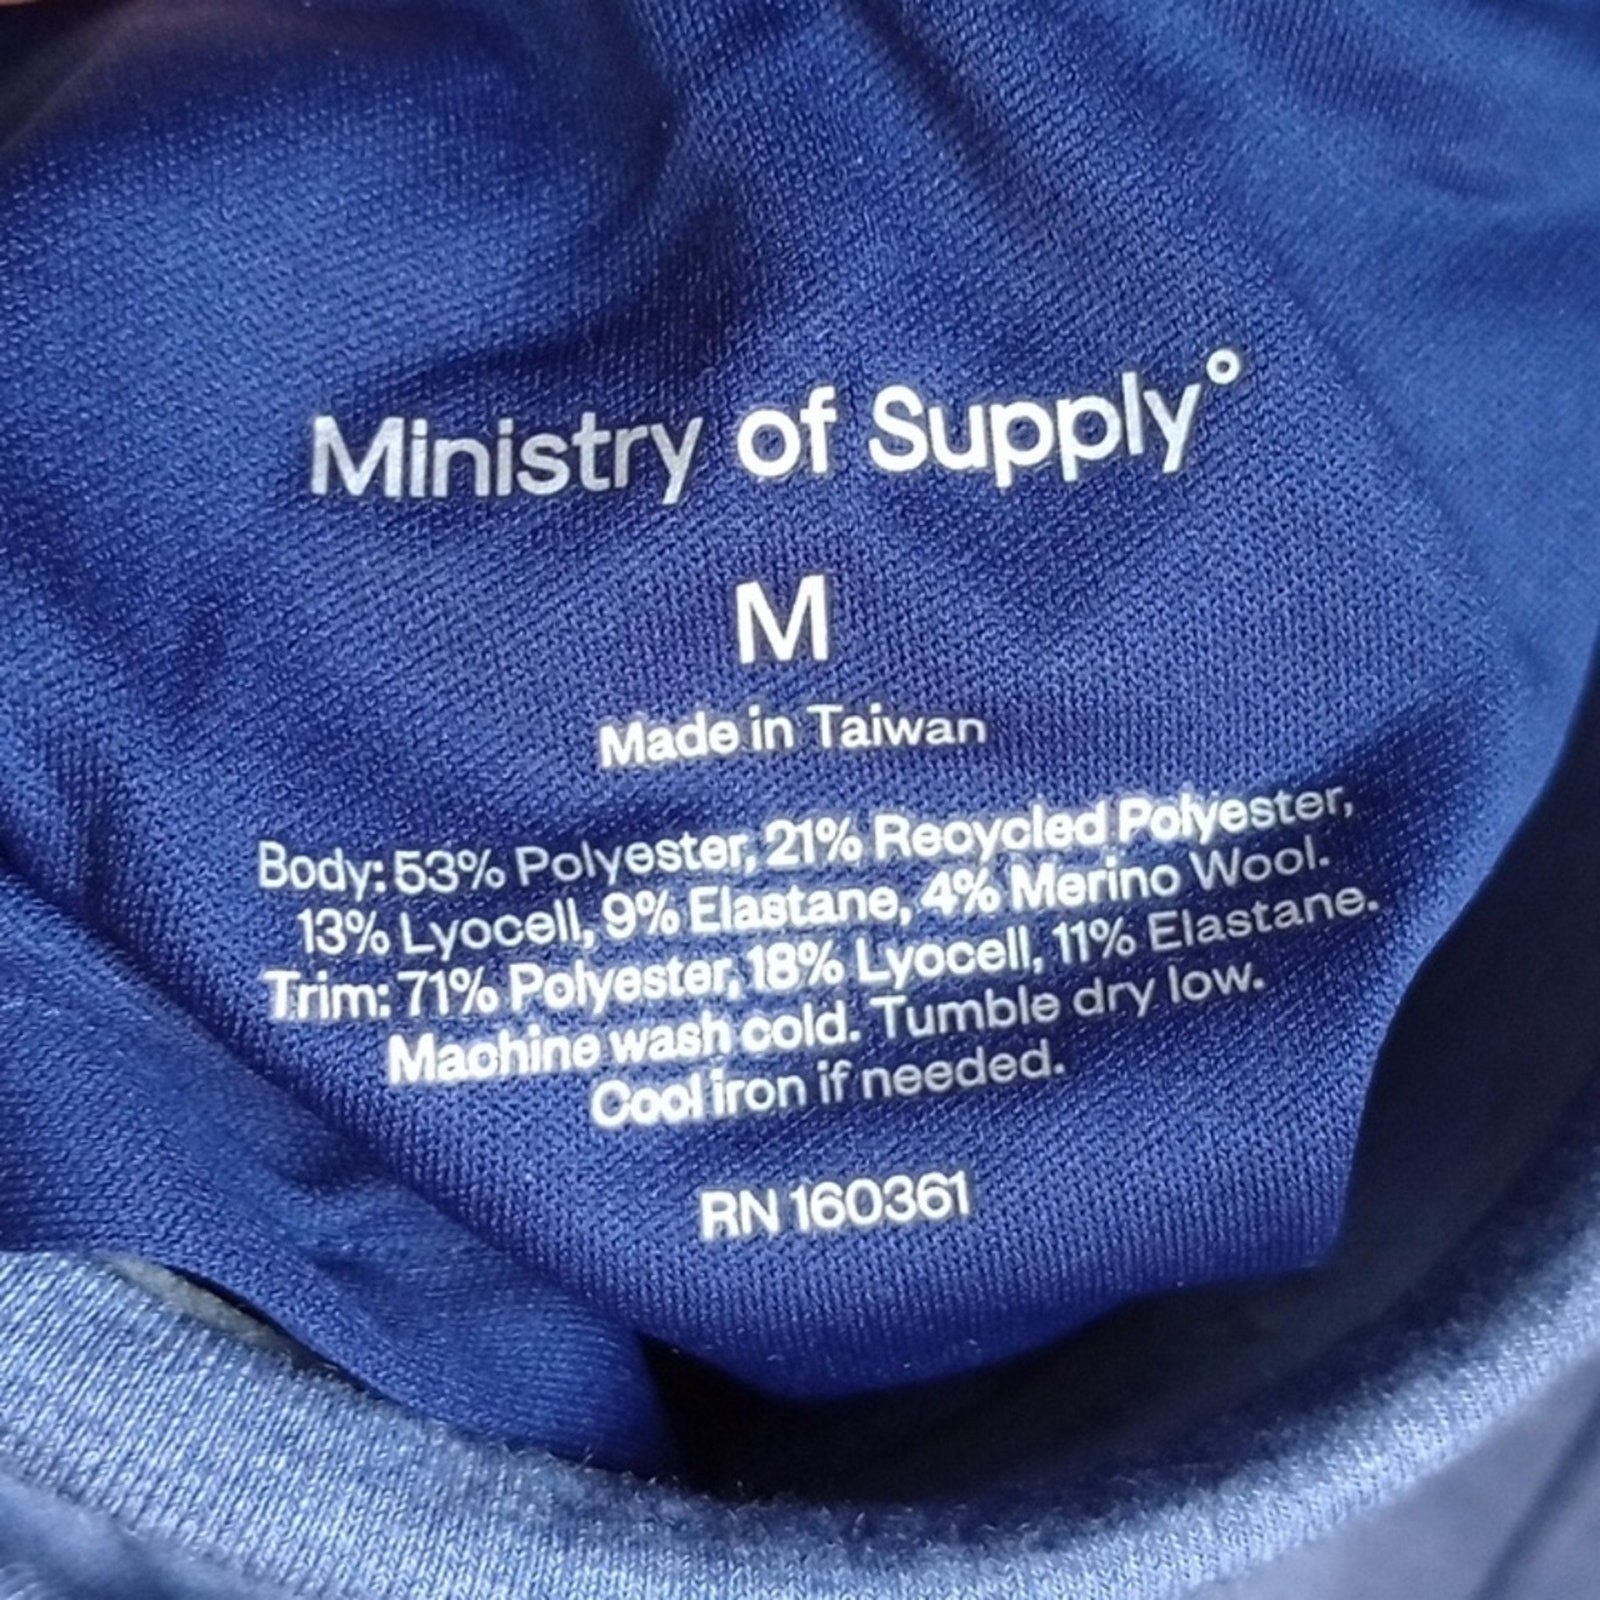 Ministry of Supply°
M
Made in Taiwan
Body: 53% Polyester, 21% Recycled Polyester,
13% Lyocell, 9% Elastane, 4% Merino Wool.
Trim: 71% Polyester, 18% Lyocell, 11% Elastane.
Machine wash cold. Tumble dry low.
Cool iron if needed.
RN 160361